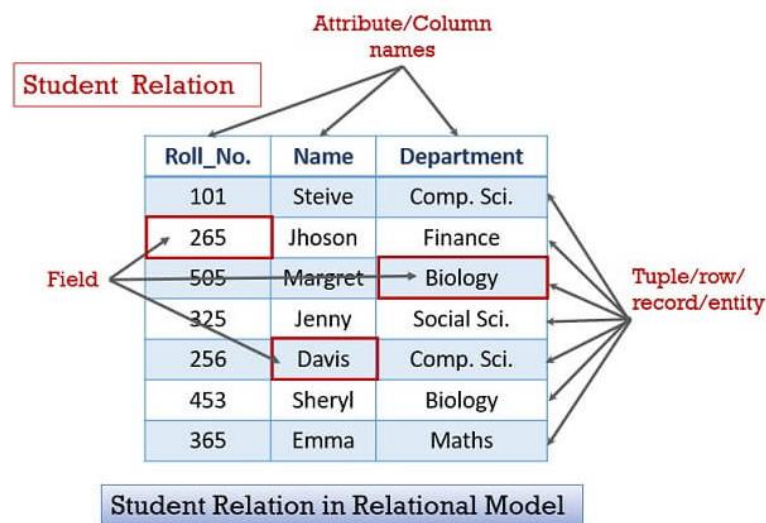 Attribute/Column
names
Student Relation
Roll_No. Name Department
101 Steive Comp. Sci.
265 Jhoson Finance
505 Margret Biology
325 Jenny Social Sci.
256 Davis Comp. Sci.
453 Sheryl Biology
365 Emma Maths
Field
Tuple/row/
record/entity
Student Relation in Relational Model